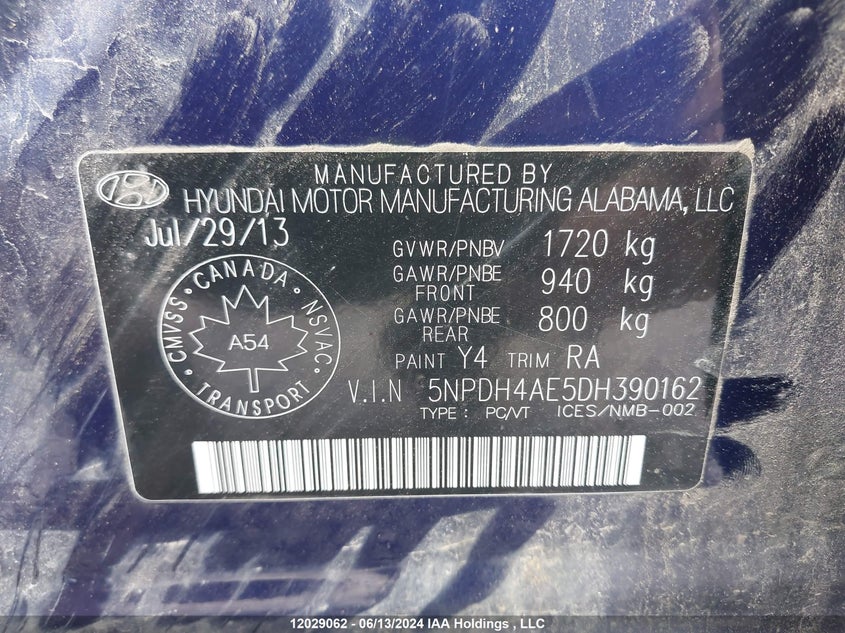 MANUFACTURED BY
HYUNDAI MOTOR MANUFACTURING ALABAMA, LLC
Jul/29/13
GVWR/PNBV 1720 kg
GAWR/PNBE FRONT 940 kg
GAWR/PNBE REAR 800 kg
CANADA
CMVSS • NSVAC
A54
TRANSPORT
PAINT Y4 TRIM RA
V.I.N 5NPDH4AE5DH390162
TYPE : PC/VT ICES/NMB-002
12029062 - 06/13/2024 IAA Holdings , LLC